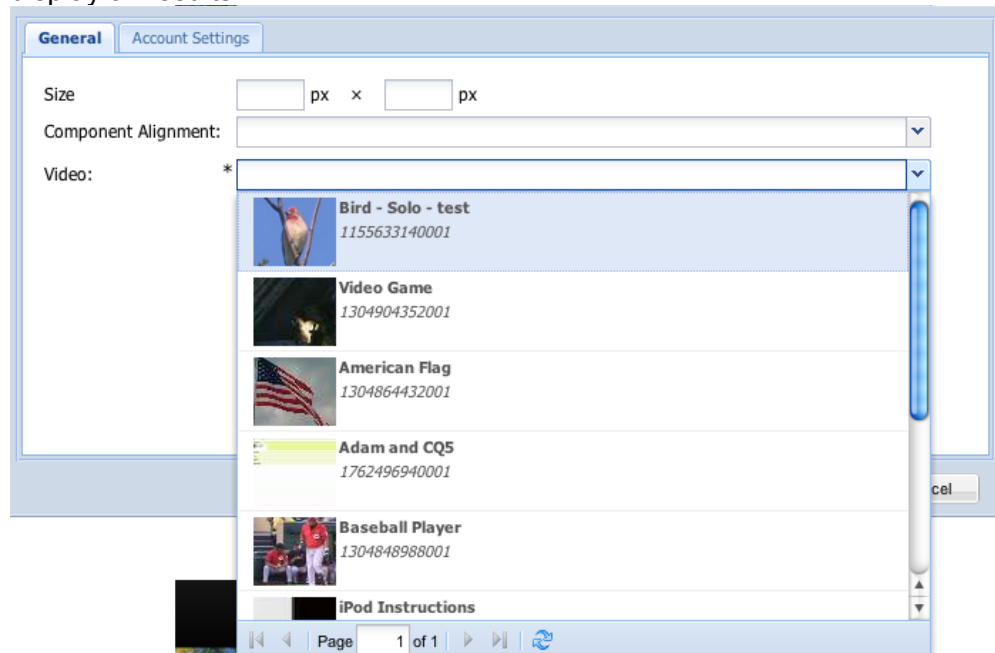 General Account Settings
Size px × px
Component Alignment:
Video: *
Bird - Solo - test
1155633140001
Video Game
1304904352001
American Flag
1304864432001
Adam and CQ5
1762496940001
cel
Baseball Player
1304848988001
iPod Instructions
Page 1 of 1